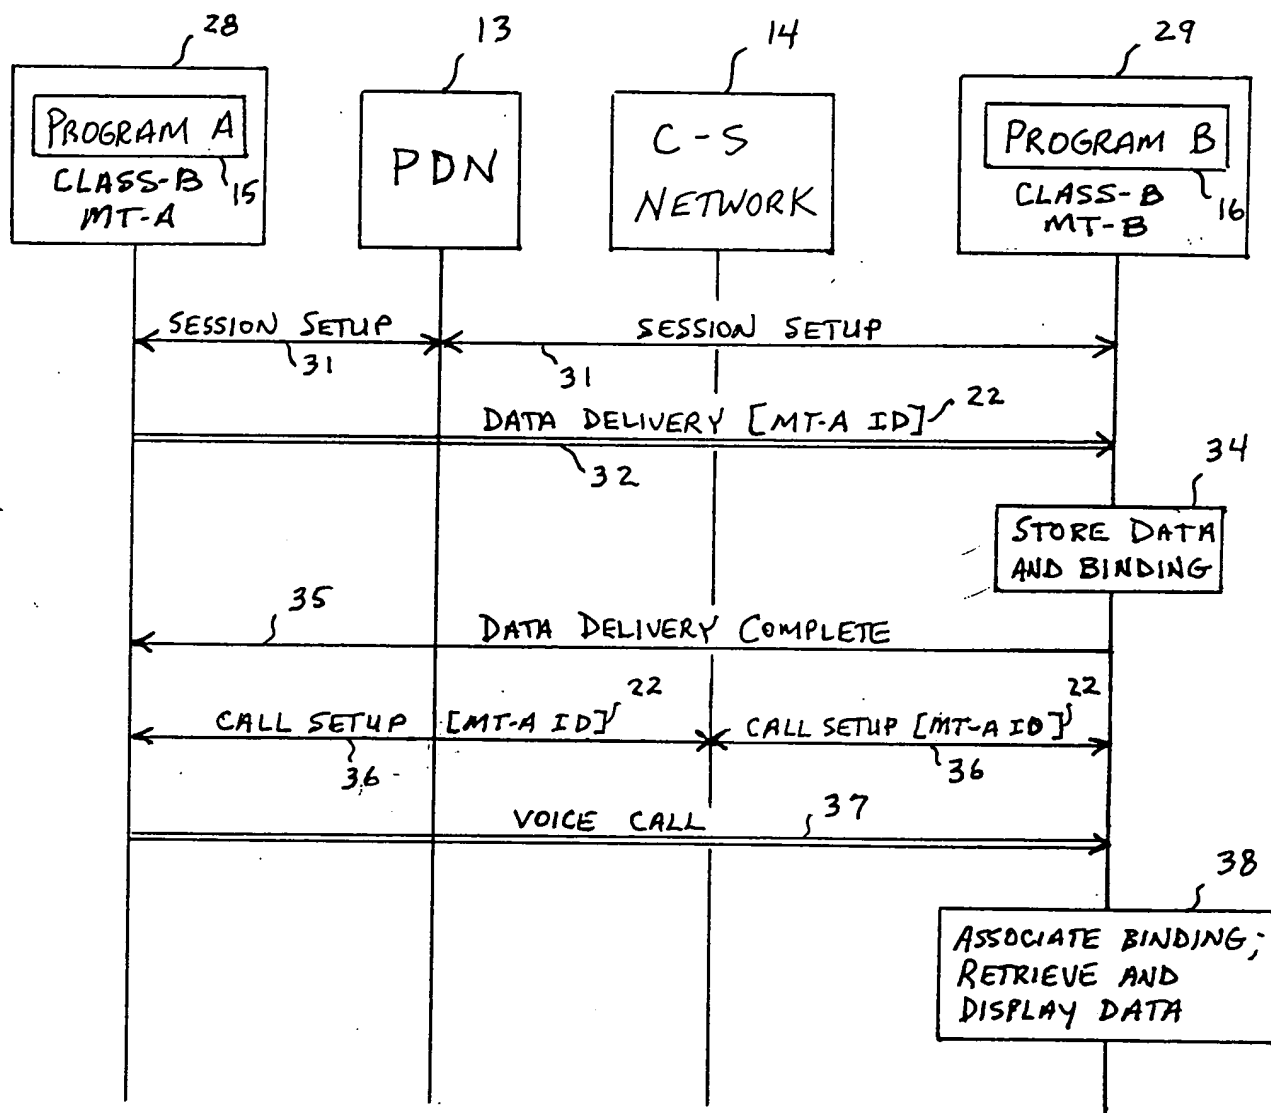 28
13
14
29
PROGRAM A
15
CLASS-B
MT-A
PDN
C-S
NETWORK
PROGRAM B
16
CLASS-B
MT-B
SESSION SETUP
31
SESSION SETUP
31
DATA DELIVERY [MT-A ID]
22
32
34
STORE DATA
AND BINDING
35
DATA DELIVERY COMPLETE
CALL SETUP [MT-A ID]
22
36
CALL SETUP [MT-A ID]
22
36
VOICE CALL
37
38
ASSOCIATE BINDING;
RETRIEVE AND
DISPLAY DATA